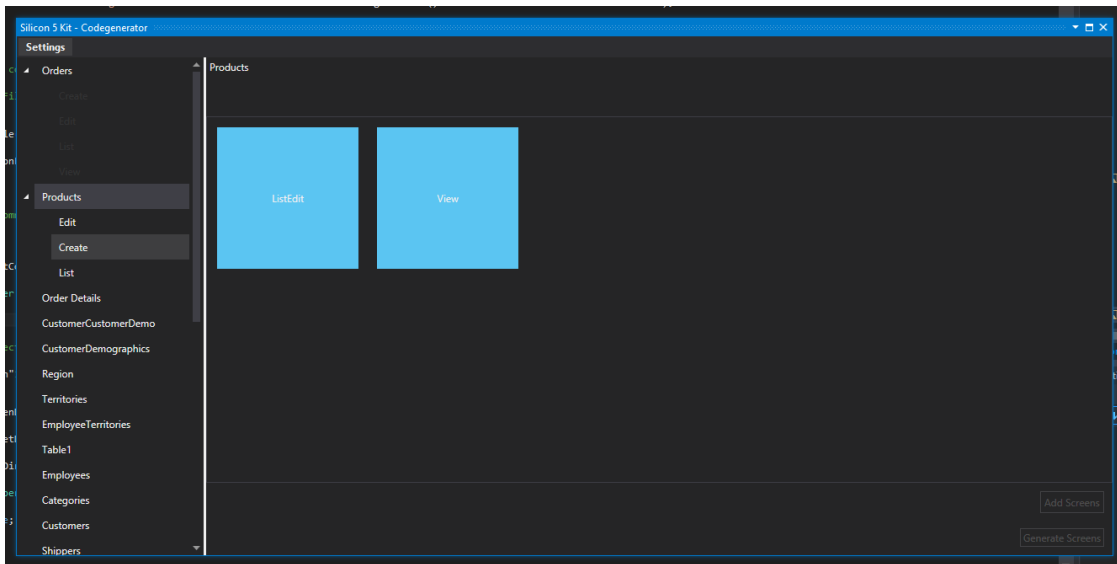 Silicon 5 Kit - Codegenerator
Settings
Orders
Create
Edit
List
View
Products
Edit
Create
List
Order Details
CustomerCustomerDemo
CustomerDemographics
Region
Territories
EmployeeTerritories
Table1
Employees
Categories
Customers
Shippers
Products
ListEdit
View
Add Screens
Generate Screens